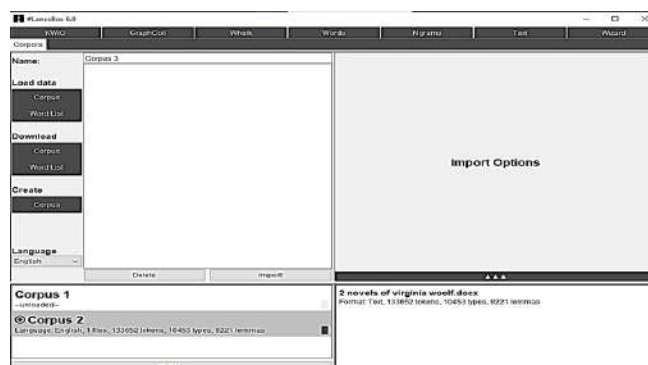 #LancsBox 6.0
KWIC GraphColl Whelk Words Ngrams Text Wizard
Corpora
Name: Corpus 3
Load data
Corpus
Word List
Download
Corpus
Word List
Import Options
Create
Corpus
Language
English
Delete Import
Corpus 1
--unloaded--
Corpus 2
Language: English, 1 files, 133652 tokens, 10453 types, 9221 lemmas
2 novels of virginia woolf.docx
Format: Text, 133652 tokens, 10453 types, 9221 lemmas